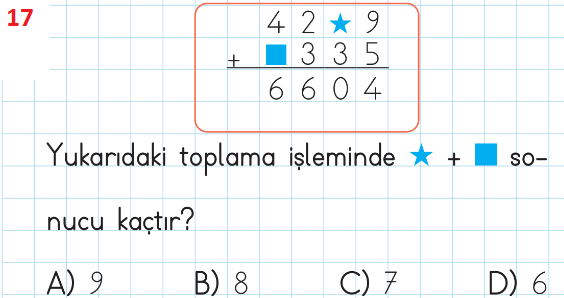 17
4 2 ★ 9
+ ■ 3 3 5
6 6 0 4
Yukarıdaki toplama işleminde ★ + ■ so-
nucu kaçtır?
A) 9 B) 8 C) 7 D) 6